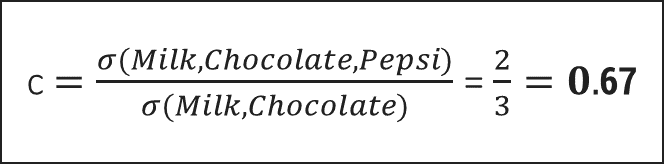 C = σ(Milk,Chocolate,Pepsi) / σ(Milk,Chocolate) = 2/3 = 0.67